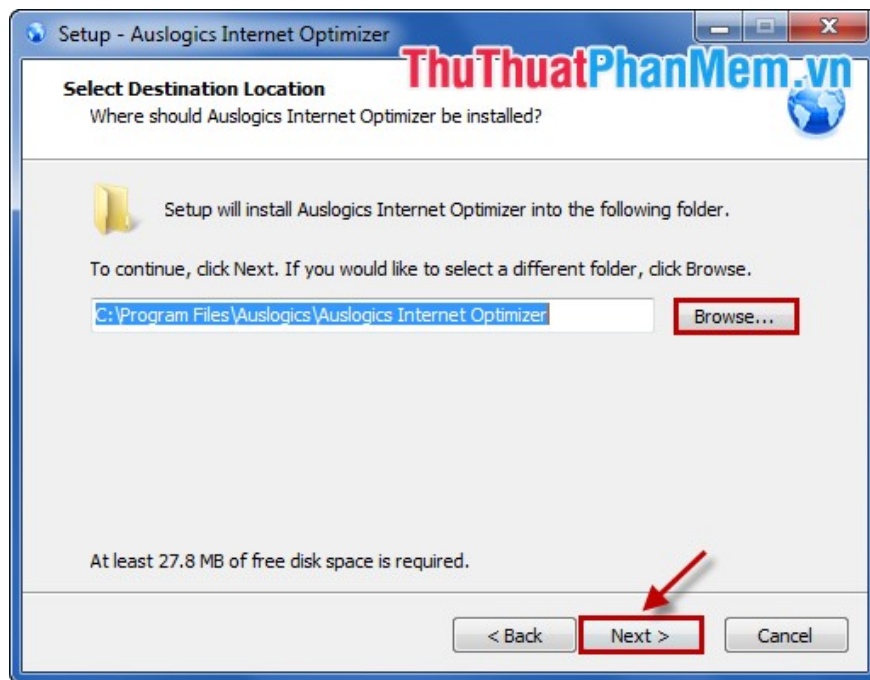 Setup - Auslogics Internet Optimizer
ThuThuatPhanMem.vn
Select Destination Location
Where should Auslogics Internet Optimizer be installed?
Setup will install Auslogics Internet Optimizer into the following folder.
To continue, click Next. If you would like to select a different folder, click Browse.
C:\Program Files\Auslogics\Auslogics Internet Optimizer
Browse...
At least 27.8 MB of free disk space is required.
< Back Next > Cancel